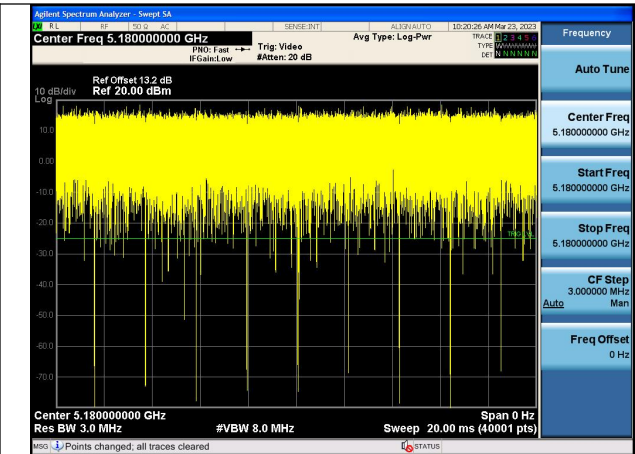 Agilent Spectrum Analyzer - Swept SA
RL RF 50 Ω AC SENSE:INT ALIGN AUTO 10:20:26 AM Mar 23, 2023
Center Freq 5.180000000 GHz
PNO: Fast
IFGain:Low
Trig: Video
#Atten: 20 dB
Avg Type: Log-Pwr
TRACE 1 2 3 4 5 6
TYPE
DET N N N N N N
Ref Offset 13.2 dB
10 dB/div Ref 20.00 dBm
Log
10.0
0.00
-10.0
-20.0
-30.0
-40.0
-50.0
-60.0
-70.0
Center 5.180000000 GHz Span 0 Hz
Res BW 3.0 MHz #VBW 8.0 MHz Sweep 20.00 ms (40001 pts)
MSG Points changed; all traces cleared STATUS
Frequency
Auto Tune
Center Freq
5.180000000 GHz
Start Freq
5.180000000 GHz
Stop Freq
5.180000000 GHz
CF Step
3.000000 MHz
Auto Man
Freq Offset
0 Hz